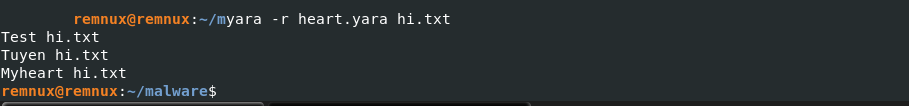 remnux@remnux:~/myara -r heart.yara hi.txt
Test hi.txt
Tuyen hi.txt
Myheart hi.txt
remnux@remnux:~/malware$